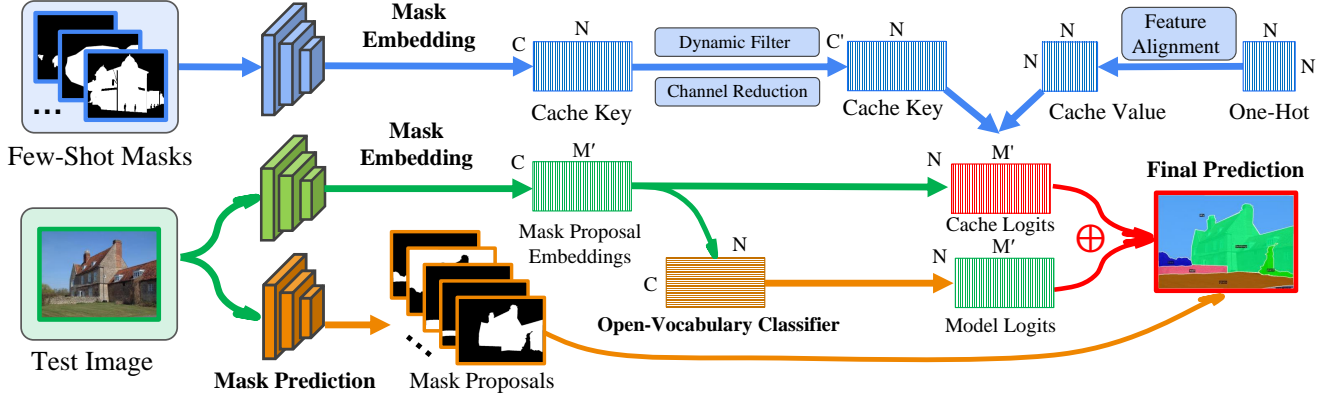 Mask
Embedding
C
N
Cache Key
Dynamic Filter
Channel Reduction
C'
N
Cache Key
N
N
Cache Value
Feature
Alignment
N
One-Hot
...
Few-Shot Masks
Mask
Embedding
C
M′
Mask Proposal
Embeddings
N
M'
Cache Logits
Final Prediction
N
C
Open-Vocabulary Classifier
N
M′
Model Logits
Test Image
Mask Prediction
...
Mask Proposals